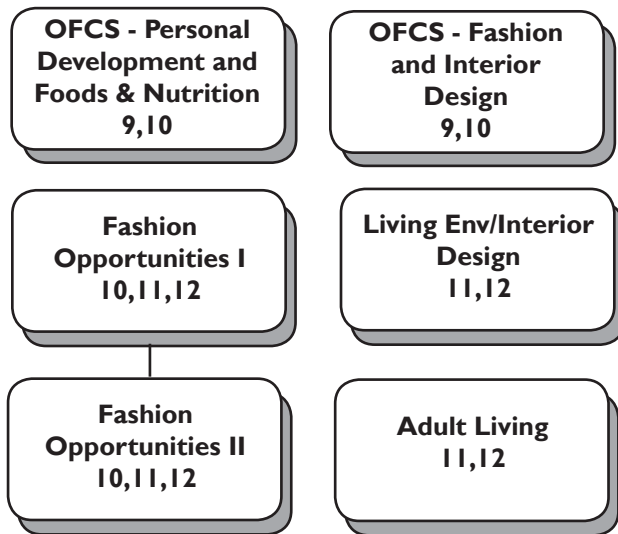 OFCS - Personal
Development and
Foods & Nutrition
9,10
OFCS - Fashion
and Interior
Design
9,10
Fashion
Opportunities I
10,11,12
Living Env/Interior
Design
11,12
Fashion
Opportunities II
10,11,12
Adult Living
11,12